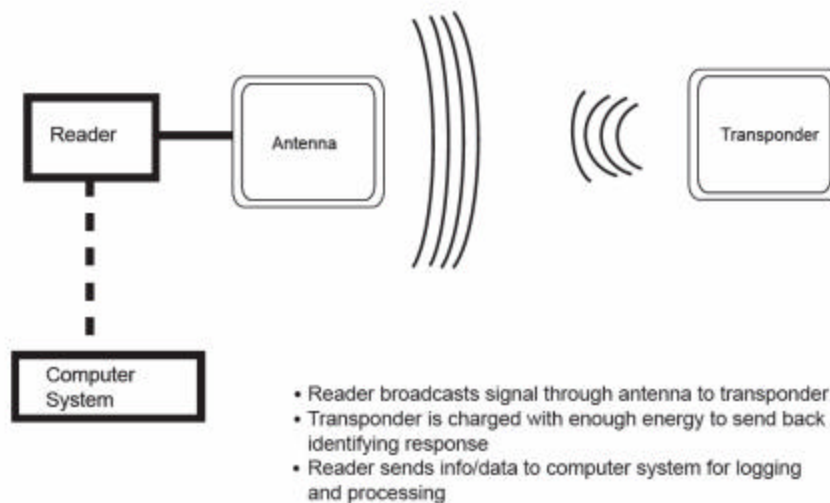 Reader
Antenna
Transponder
Computer
System
• Reader broadcasts signal through antenna to transponder
• Transponder is charged with enough energy to send back
identifying response
• Reader sends info/data to computer system for logging
and processing